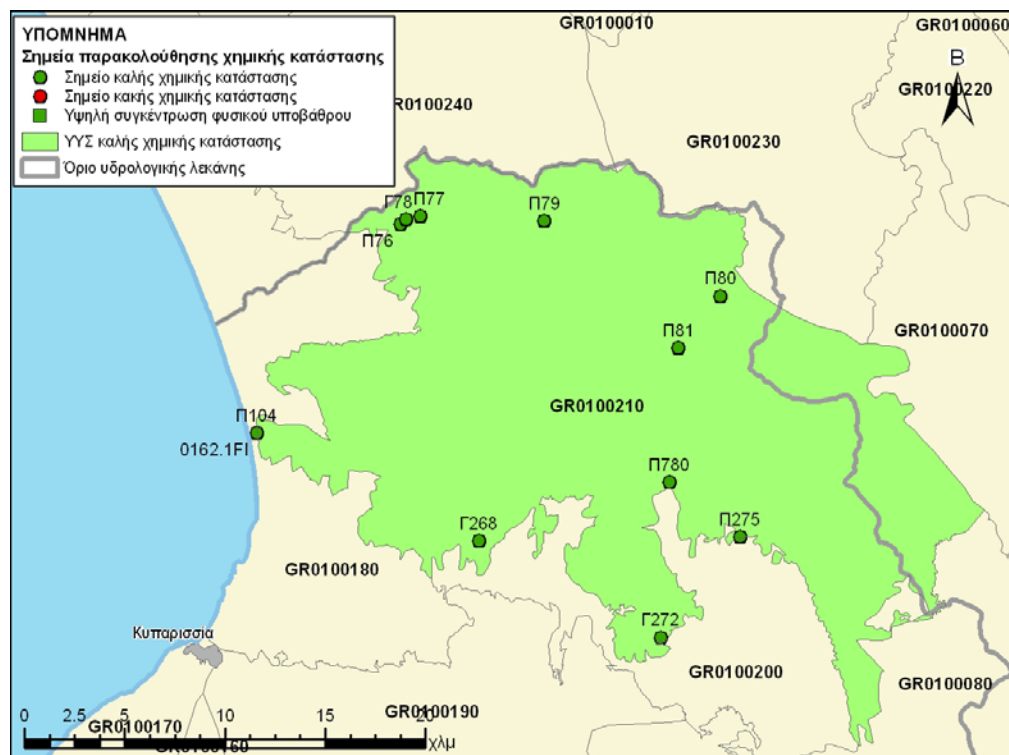 ΥΠΟΜΝΗΜΑ
Σημεία παρακολούθησης χημικής κατάστασης
Σημείο καλής χημικής κατάστασης
Σημείο κακής χημικής κατάστασης
Υψηλή συγκέντρωση φυσικού υποβάθρου
ΥΥΣ καλής χημικής κατάστασης
Όριο υδρολογικής λεκάνης
GR0100010
GR0100060
Β
GR0100220
GR0100240
GR0100230
Γ78 Π77
Π79
Π76
Π80
GR0100070
Π81
GR0100210
Π104
0162.1FI
Π780
Γ268
Π275
GR0100180
Κυπαρισσία
Γ272
GR0100200
GR0100080
0 2.5 5 10 15 20
χλμ
GR0100190
GR0100170
GR0100160